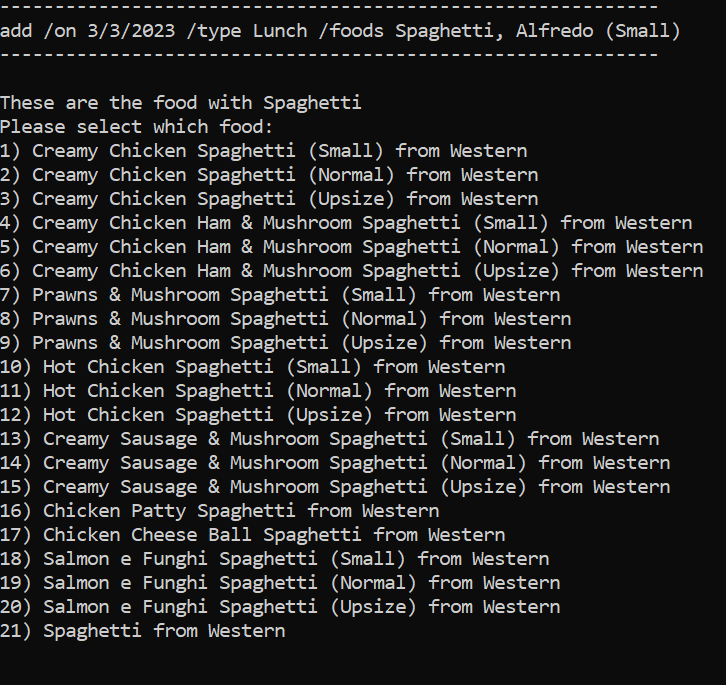 ------------------------------------------------------------
add /on 3/3/2023 /type Lunch /foods Spaghetti, Alfredo (Small)
------------------------------------------------------------
These are the food with Spaghetti
Please select which food:
1) Creamy Chicken Spaghetti (Small) from Western
2) Creamy Chicken Spaghetti (Normal) from Western
3) Creamy Chicken Spaghetti (Upsize) from Western
4) Creamy Chicken Ham & Mushroom Spaghetti (Small) from Western
5) Creamy Chicken Ham & Mushroom Spaghetti (Normal) from Western
6) Creamy Chicken Ham & Mushroom Spaghetti (Upsize) from Western
7) Prawns & Mushroom Spaghetti (Small) from Western
8) Prawns & Mushroom Spaghetti (Normal) from Western
9) Prawns & Mushroom Spaghetti (Upsize) from Western
10) Hot Chicken Spaghetti (Small) from Western
11) Hot Chicken Spaghetti (Normal) from Western
12) Hot Chicken Spaghetti (Upsize) from Western
13) Creamy Sausage & Mushroom Spaghetti (Small) from Western
14) Creamy Sausage & Mushroom Spaghetti (Normal) from Western
15) Creamy Sausage & Mushroom Spaghetti (Upsize) from Western
16) Chicken Patty Spaghetti from Western
17) Chicken Cheese Ball Spaghetti from Western
18) Salmon e Funghi Spaghetti (Small) from Western
19) Salmon e Funghi Spaghetti (Normal) from Western
20) Salmon e Funghi Spaghetti (Upsize) from Western
21) Spaghetti from Western